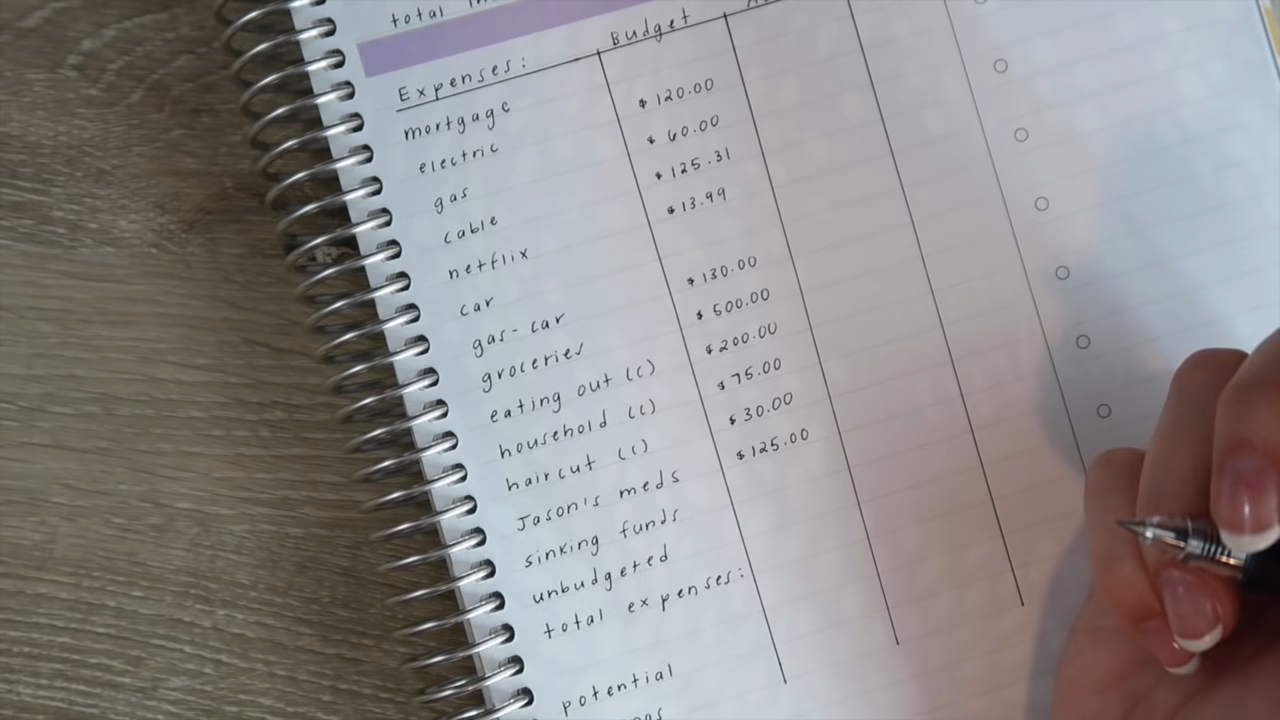 total
Budget
Expenses:
mortgage
electric $120.00
gas $60.00
cable $125.31
netflix $13.99
car
gas-car $130.00
groceries $500.00
eating out (c) $200.00
household (c) $75.00
haircut (c) $30.00
Jason's meds $125.00
sinking funds
unbudgeted
total expenses:
potential